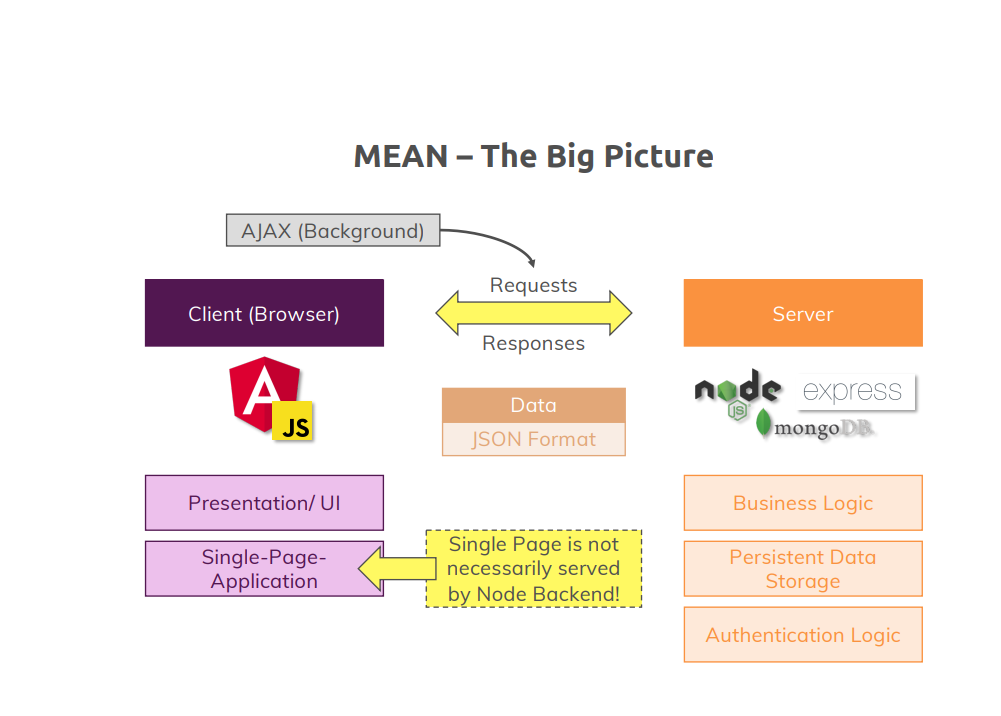 MEAN – The Big Picture
AJAX (Background)
Requests
Client (Browser)
Server
Responses
JS
node
JS
express
mongoDB
Data
JSON Format
Presentation/ UI
Business Logic
Single-Page-
Application
Single Page is not
necessarily served
by Node Backend!
Persistent Data
Storage
Authentication Logic